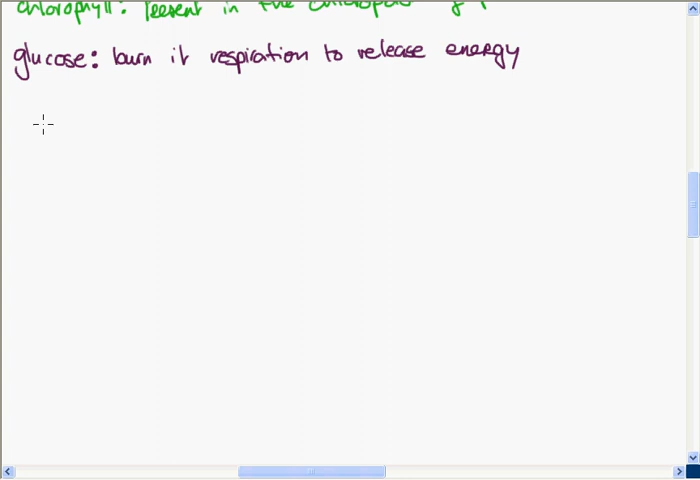 chlorophyll: present in the
glucose: burn it respiration to release energy